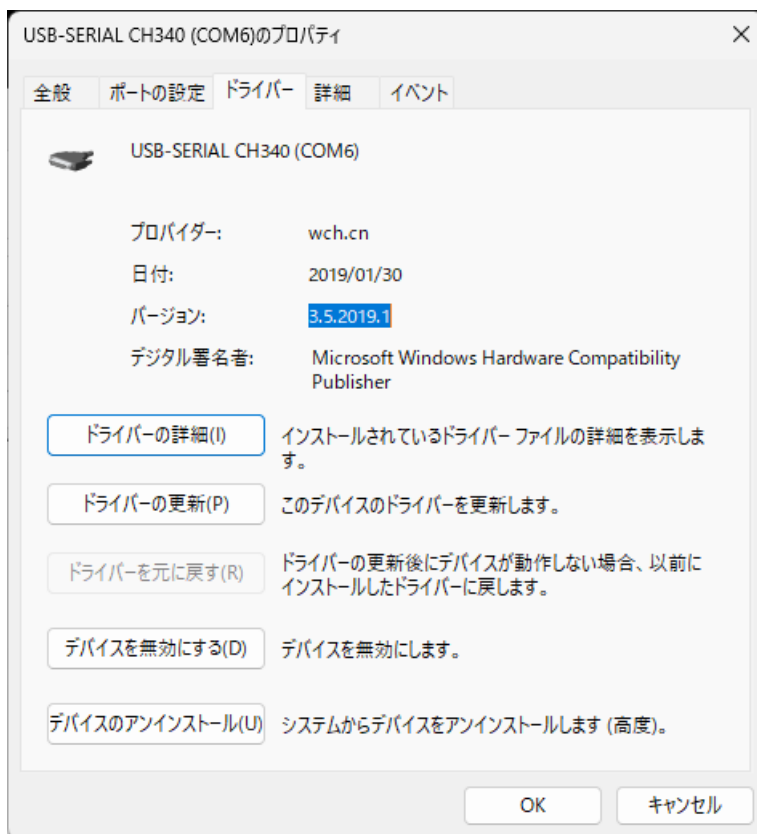 USB-SERIAL CH340 (COM6)のプロパティ
全般 ポートの設定 ドライバー 詳細 イベント
USB-SERIAL CH340 (COM6)
プロバイダー: wch.cn
日付: 2019/01/30
バージョン: 3.5.2019.1
デジタル署名者: Microsoft Windows Hardware Compatibility
Publisher
ドライバーの詳細(I) インストールされているドライバー ファイルの詳細を表示しま
す。
ドライバーの更新(P) このデバイスのドライバーを更新します。
ドライバーを元に戻す(R) ドライバーの更新後にデバイスが動作しない場合、以前に
インストールしたドライバーに戻します。
デバイスを無効にする(D) デバイスを無効にします。
デバイスのアンインストール(U) システムからデバイスをアンインストールします (高度)。
OK キャンセル